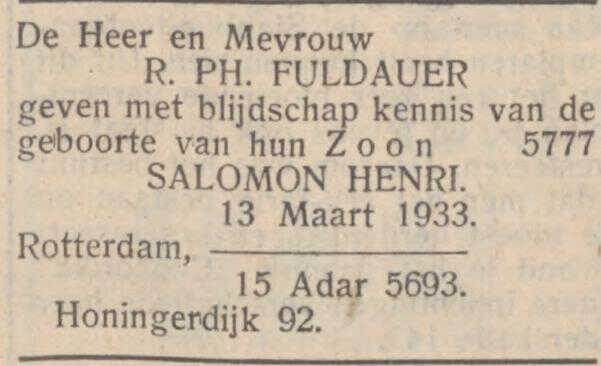 De Heer en Mevrouw
R. PH. FULDAUER
geven met blijdschap kennis van de
geboorte van hun Zoon 5777
SALOMON HENRI.
13 Maart 1933.
Rotterdam,
15 Adar 5693.
Honingerdijk 92.